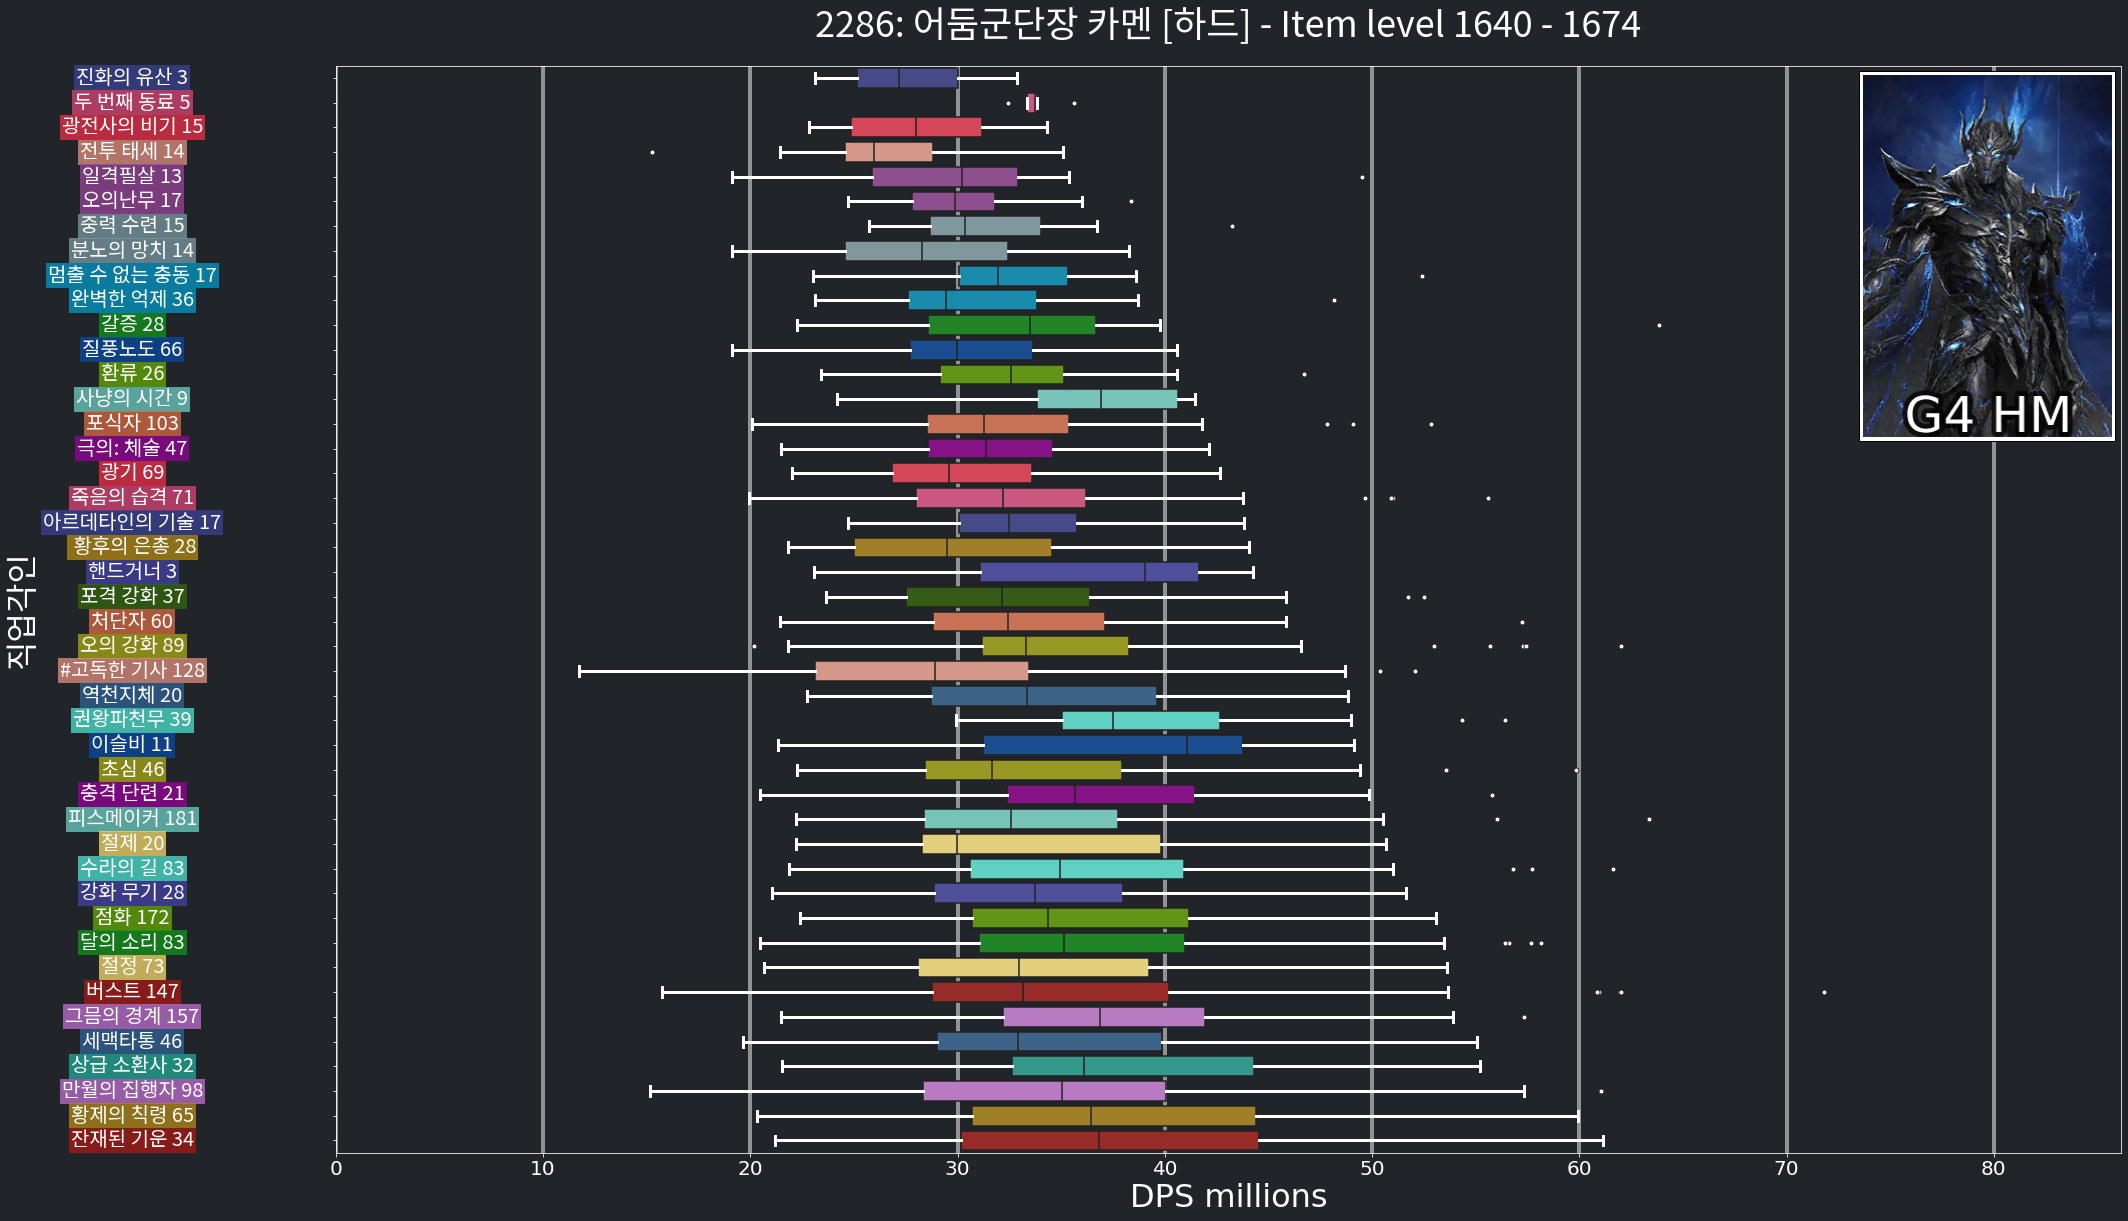 2286: 어둠군단장 카멘 [하드] - Item level 1640 - 1674
진화의 유산 3
두 번째 동료 5
광전사의 비기 15
전투 태세 14
일격필살 13
오의난무 17
중력 수련 15
분노의 망치 14
멈출 수 없는 충동 17
완벽한 억제 36
갈증 28
질풍노도 66
환류 26
사냥의 시간 9
포식자 103
극의: 체술 47
광기 69
죽음의 습격 71
아르데타인의 기술 17
황후의 은총 28
핸드거너 3
포격 강화 37
처단자 60
오의 강화 89
#고독한 기사 128
역천지체 20
권왕파천무 39
이슬비 11
초심 46
충격 단련 21
피스메이커 181
절제 20
수라의 길 83
강화 무기 28
점화 172
달의 소리 83
절정 73
버스트 147
그믐의 경계 157
세맥타통 46
상급 소환사 32
만월의 집행자 98
황제의 칙령 65
잔재된 기운 34
직업각인
G4 HM
0 10 20 30 40 50 60 70 80
DPS millions